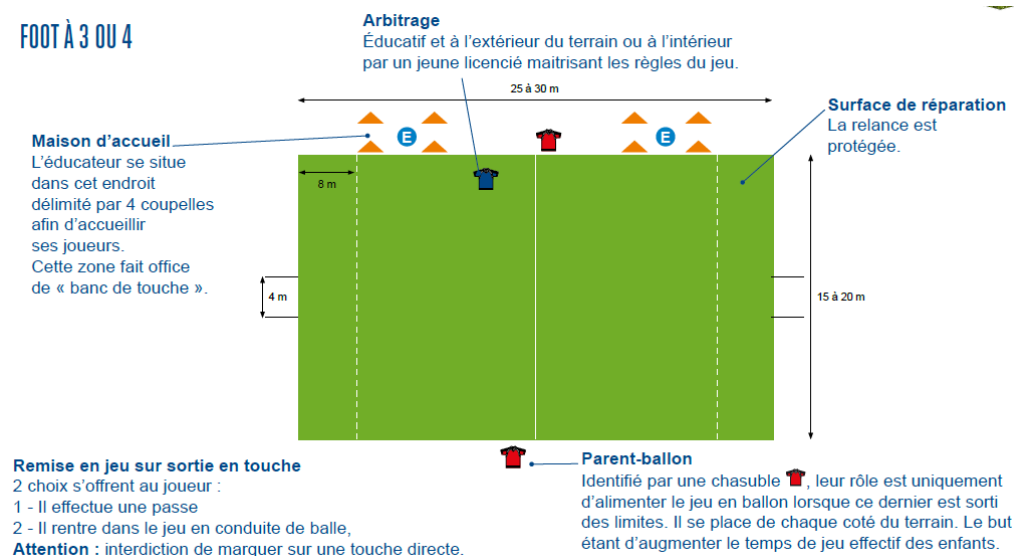 FOOT À 3 OU 4
Arbitrage
Éducatif et à l'extérieur du terrain ou à l'intérieur
par un jeune licencié maitrisant les règles du jeu.
25 à 30 m
Maison d'accueil
L'éducateur se situe
dans cet endroit
délimité par 4 coupelles
afin d'accueillir
ses joueurs.
Cette zone fait office
de « banc de touche ».
E
E
Surface de réparation
La relance est
protégée.
8 m
4 m
15 à 20 m
Remise en jeu sur sortie en touche
2 choix s'offrent au joueur :
1 - Il effectue une passe
2 - Il rentre dans le jeu en conduite de balle,
Attention : interdiction de marquer sur une touche directe.
Parent-ballon
Identifié par une chasuble , leur rôle est uniquement
d'alimenter le jeu en ballon lorsque ce dernier est sorti
des limites. Il se place de chaque coté du terrain. Le but
étant d'augmenter le temps de jeu effectif des enfants.